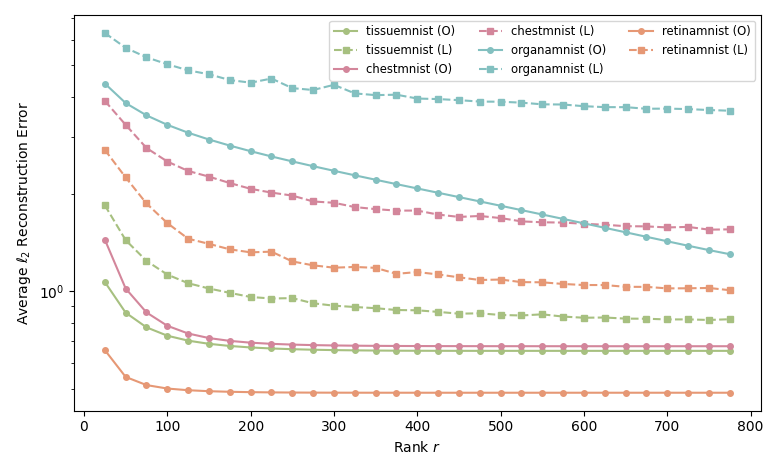 tissuemnist (O)
tissuemnist (L)
chestmnist (O)
chestmnist (L)
organamnist (O)
organamnist (L)
retinamnist (O)
retinamnist (L)
Average ℓ₂ Reconstruction Error
10⁰
0 100 200 300 400 500 600 700 800
Rank r